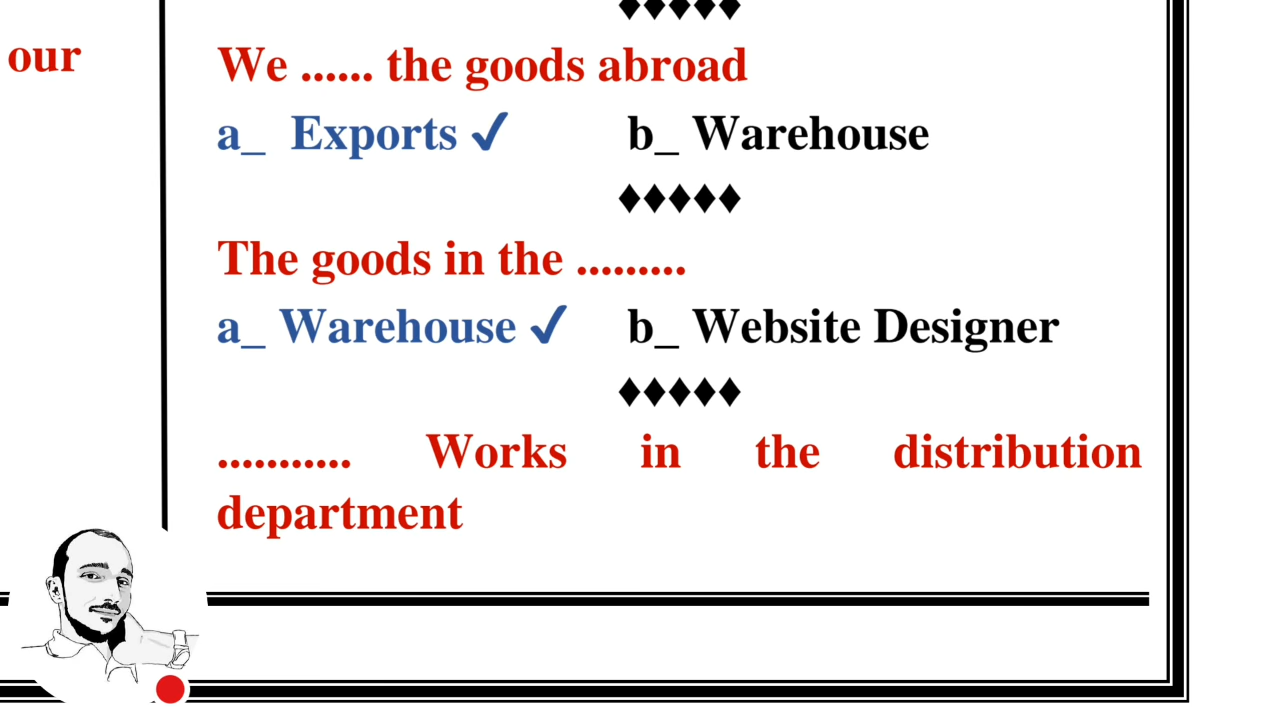 our
♦♦♦♦♦
We ...... the goods abroad
a_ Exports ✓ b_ Warehouse
♦♦♦♦♦
The goods in the .........
a_ Warehouse ✓ b_ Website Designer
♦♦♦♦♦
........... Works in the distribution
department